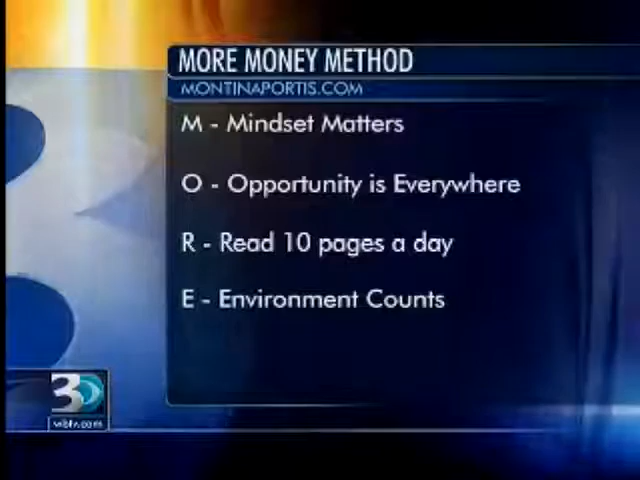 MORE MONEY METHOD
MONTINAPORTIS.COM
M - Mindset Matters
O - Opportunity is Everywhere
R - Read 10 pages a day
E - Environment Counts
3
wbtv.com